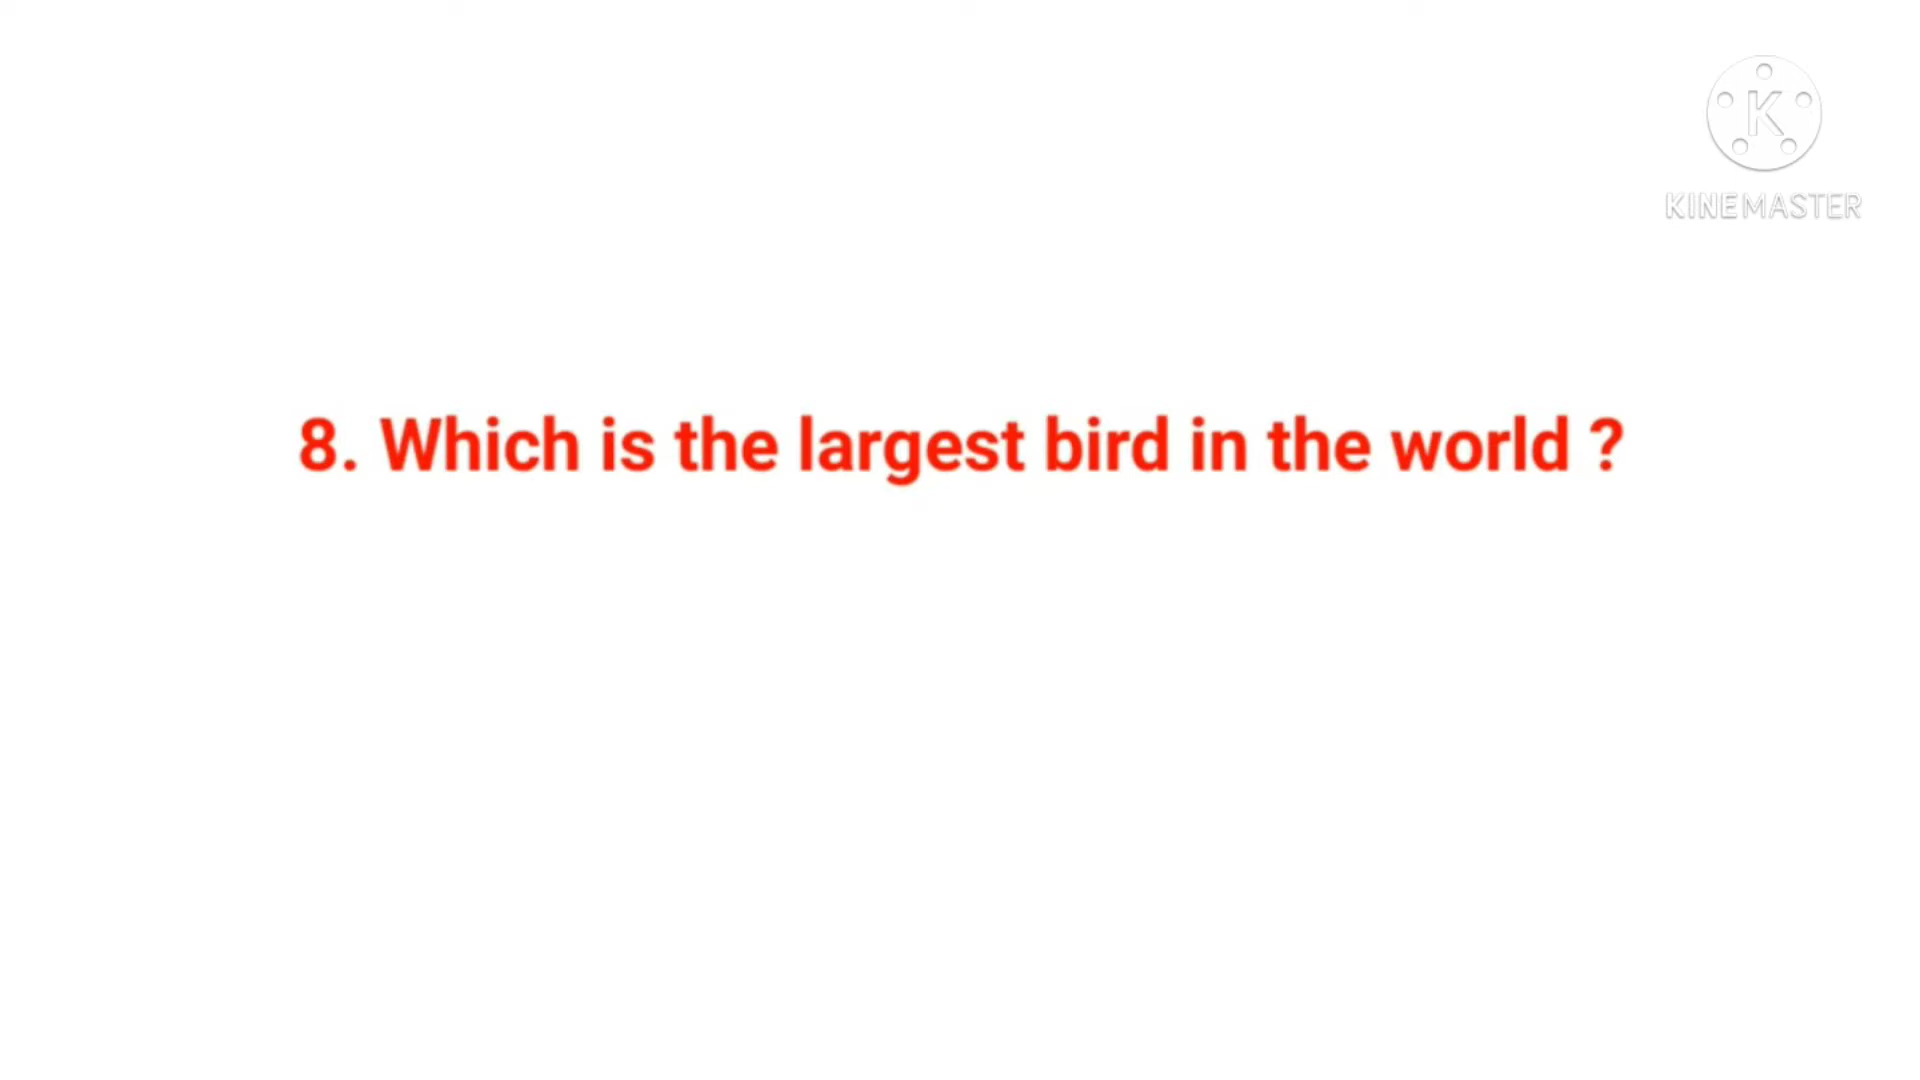 K
KINEMASTER
8. Which is the largest bird in the world ?